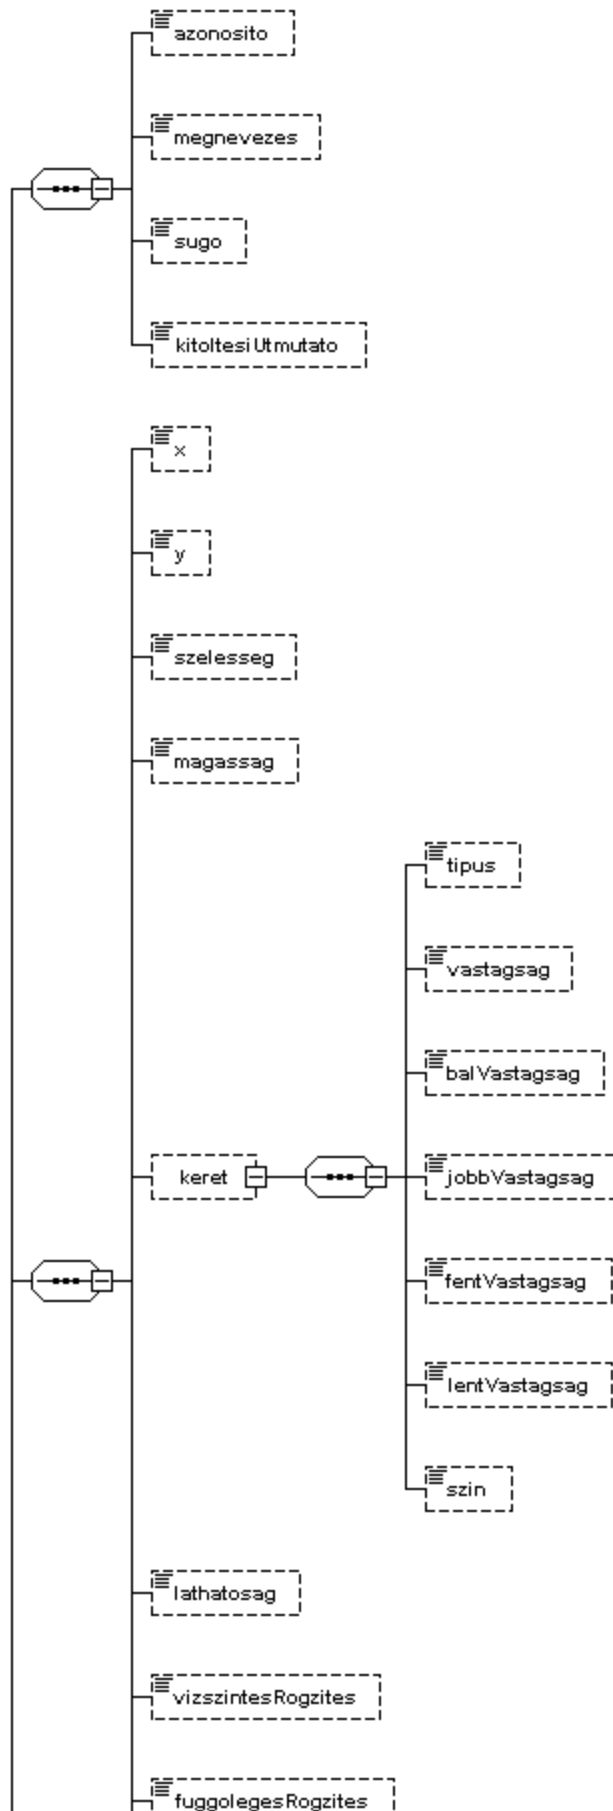 azonosito
megnevezes
sugo
kitoltesiUtmutato
x
y
szelesseg
magassag
tipus
vastagsag
balVastagsag
keret
jobbVastagsag
fentVastagsag
lentVastagsag
szin
lathatosag
vizszintesRogzites
fuggolegesRogzites